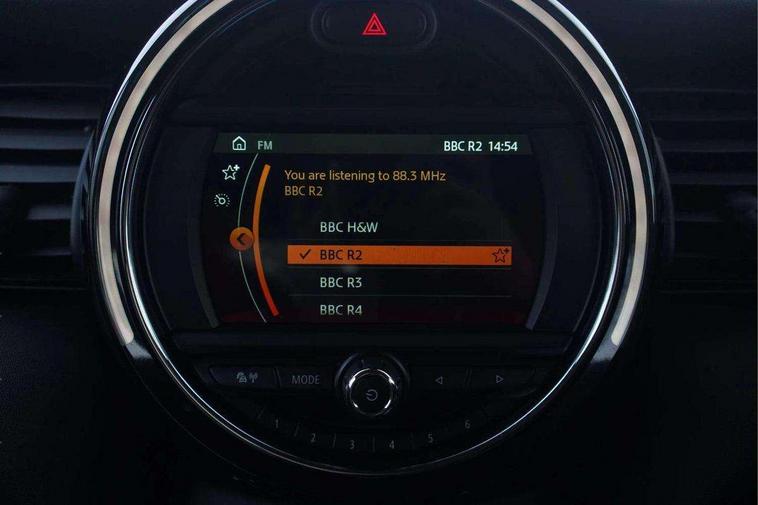 FM BBC R2 14:54
You are listening to 88.3 MHz
BBC R2
BBC H&W
BBC R2
BBC R3
BBC R4
MODE
1 2 3 4 5 6